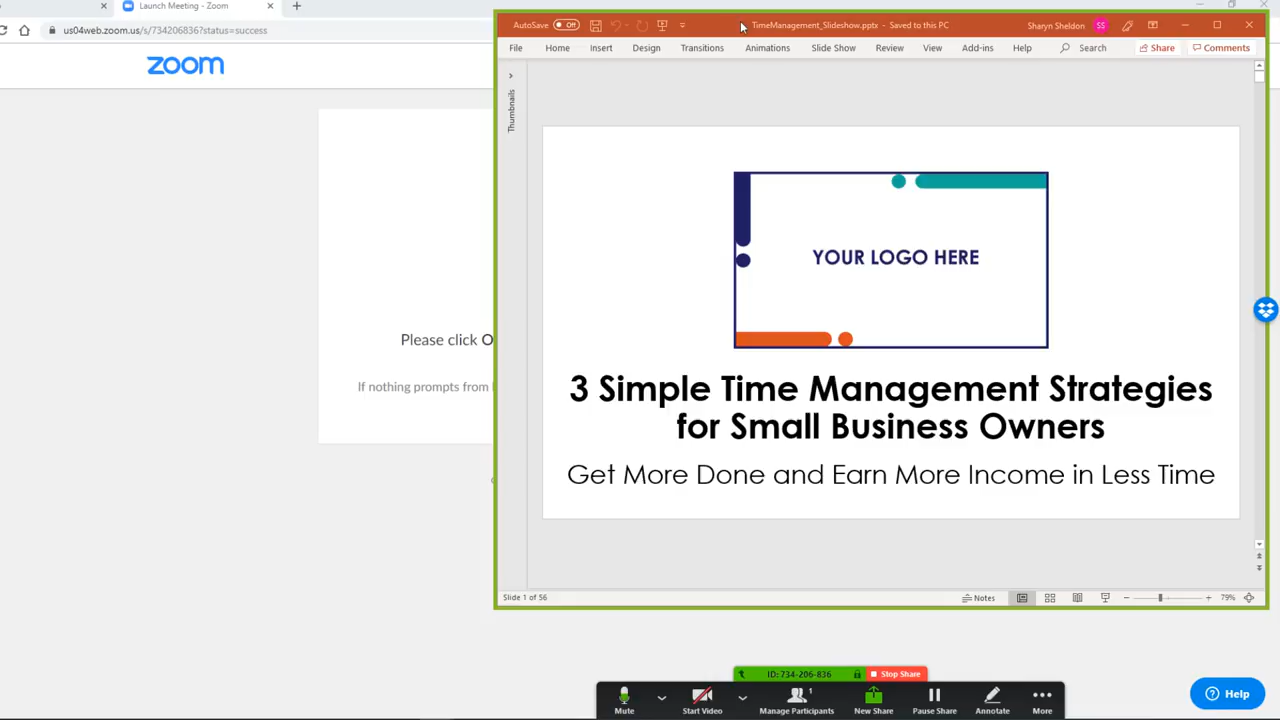 Launch Meeting - Zoom
us04web.zoom.us/s/734206836?status=success
zoom
Please click O
If nothing prompts from
AutoSave Off
TimeManagement_Slideshow.pptx - Saved to this PC
Sharyn Sheldon SS
File Home Insert Design Transitions Animations Slide Show Review View Add-ins Help Search Share Comments
Thumbnails
YOUR LOGO HERE
3 Simple Time Management Strategies
for Small Business Owners
Get More Done and Earn More Income in Less Time
Slide 1 of 56
Notes
79%
ID: 734-206-836
Stop Share
1
Mute Start Video Manage Participants New Share Pause Share Annotate More
Help